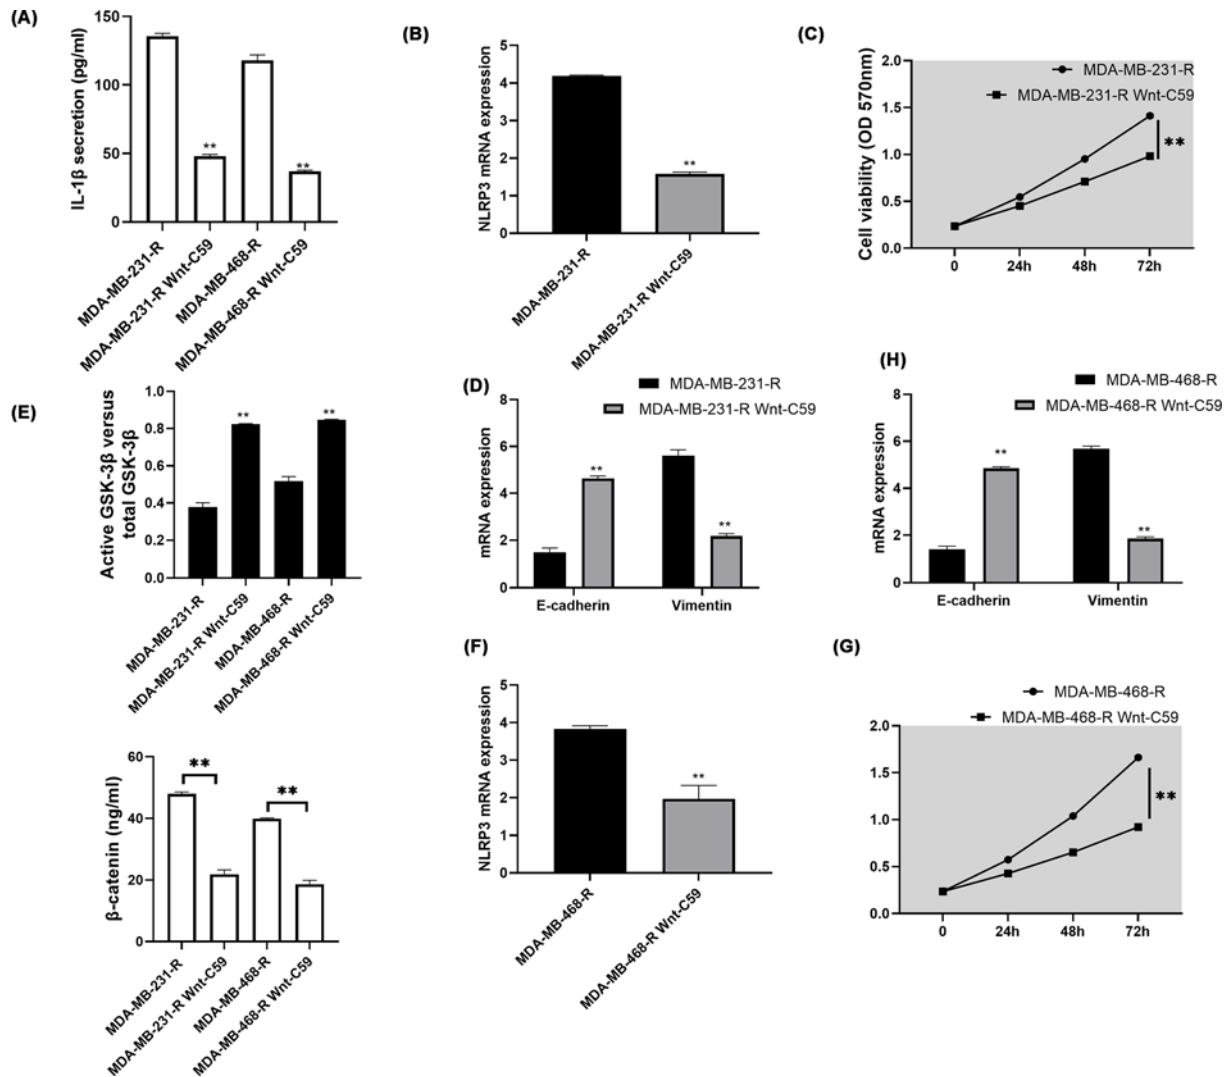 (A)
IL-1β secretion (pg/ml)
150
100
50
0
**
**
MDA-MB-231-R
MDA-MB-231-R Wnt-C59
MDA-MB-468-R
MDA-MB-468-R Wnt-C59
(B)
NLRP3 mRNA expression
5
4
3
2
1
0
**
MDA-MB-231-R
MDA-MB-231-R Wnt-C59
(C)
Cell viability (OD 570nm)
2.0
1.5
1.0
0.5
0.0
MDA-MB-231-R
MDA-MB-231-R Wnt-C59
**
0 24h 48h 72h
(E)
Active GSK-3β versus
total GSK-3β
1.0
0.8
0.6
0.4
0.2
0.0
**
**
MDA-MB-231-R
MDA-MB-231-R Wnt-C59
MDA-MB-468-R
MDA-MB-468-R Wnt-C59
β-catenin (ng/ml)
60
40
20
0
**
**
MDA-MB-231-R
MDA-MB-231-R Wnt-C59
MDA-MB-468-R
MDA-MB-468-R Wnt-C59
(D)
MDA-MB-231-R
MDA-MB-231-R Wnt-C59
mRNA expression
8
6
4
2
0
**
**
E-cadherin Vimentin
(H)
MDA-MB-468-R
MDA-MB-468-R Wnt-C59
mRNA expression
8
6
4
2
0
**
**
E-cadherin Vimentin
(F)
NLRP3 mRNA expression
5
4
3
2
1
0
**
MDA-MB-468-R
MDA-MB-468-R Wnt-C59
(G)
MDA-MB-468-R
MDA-MB-468-R Wnt-C59
2.0
1.5
1.0
0.5
0.0
**
0 24h 48h 72h